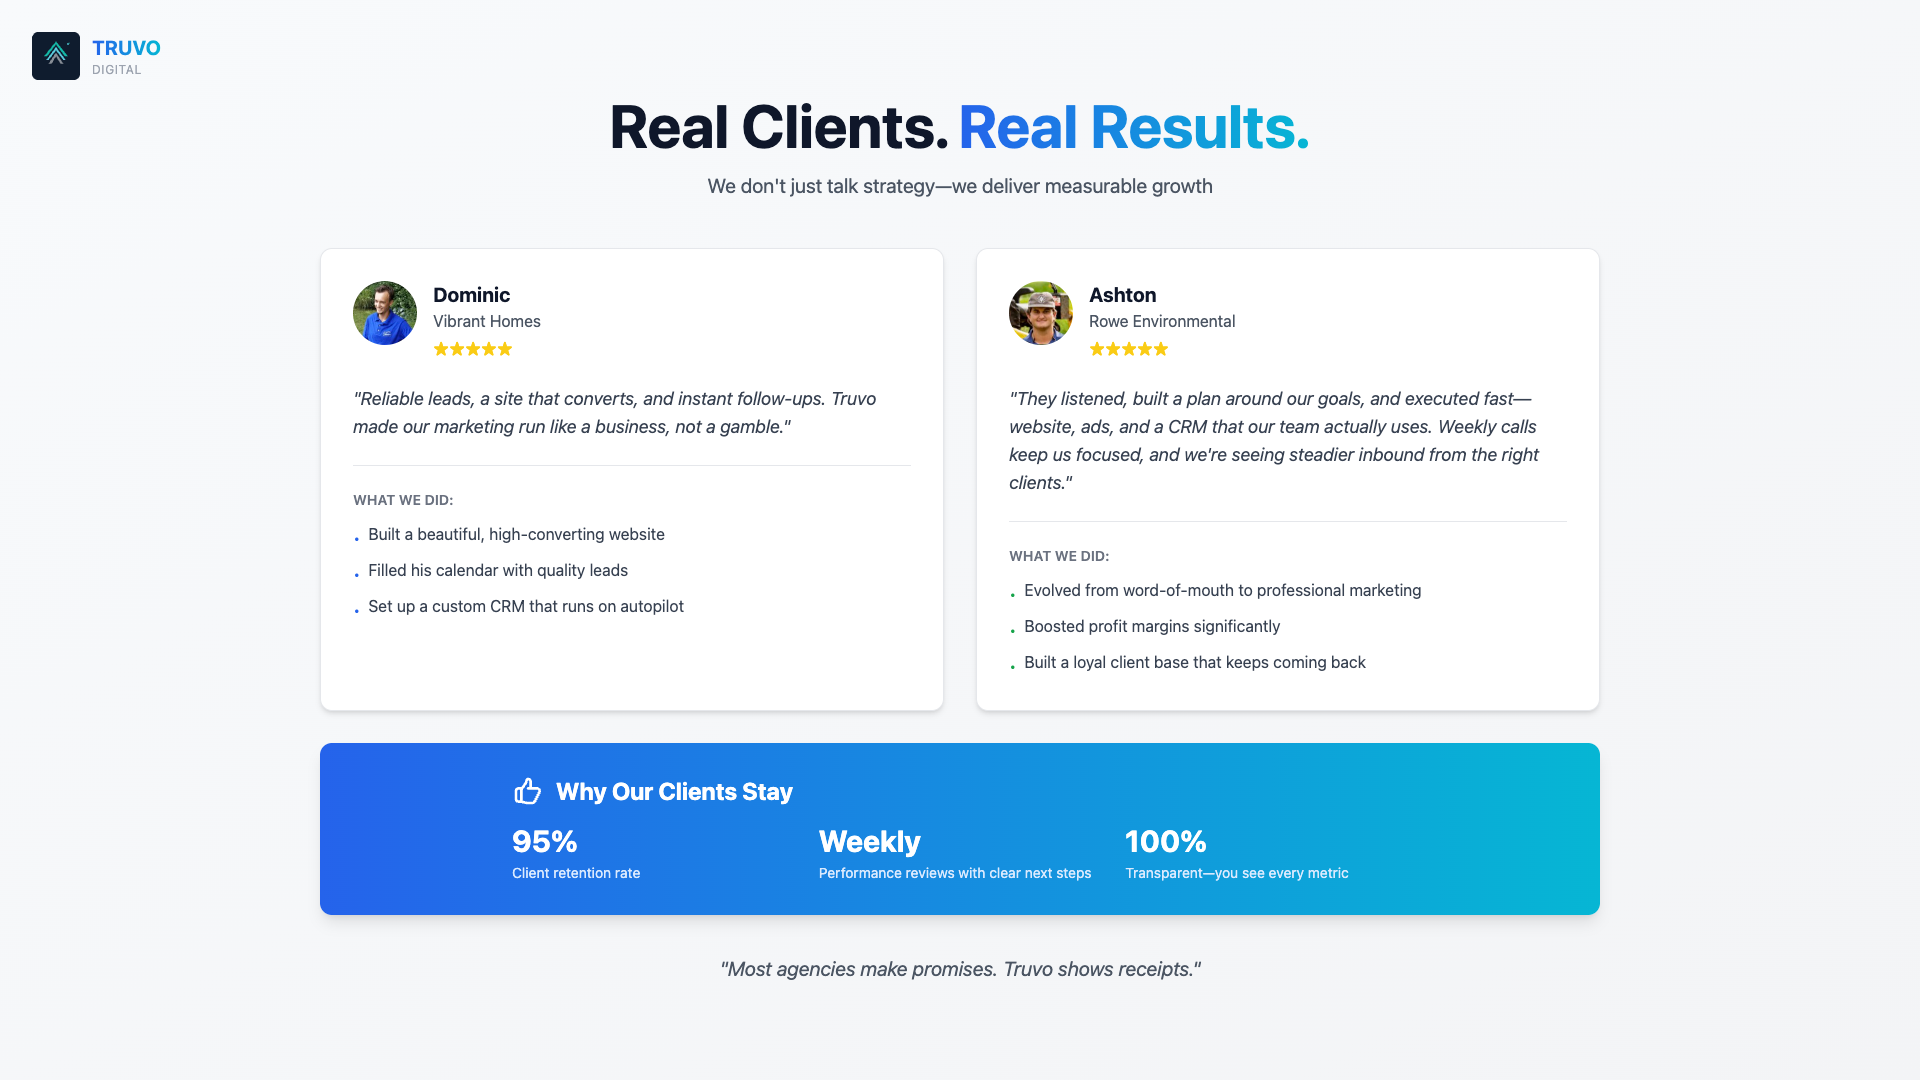 TRUVO
DIGITAL
Real Clients. Real Results.
We don't just talk strategy—we deliver measurable growth
Dominic
Vibrant Homes
"Reliable leads, a site that converts, and instant follow-ups. Truvo
made our marketing run like a business, not a gamble."
WHAT WE DID:
• Built a beautiful, high-converting website
• Filled his calendar with quality leads
• Set up a custom CRM that runs on autopilot
Ashton
Rowe Environmental
"They listened, built a plan around our goals, and executed fast—
website, ads, and a CRM that our team actually uses. Weekly calls
keep us focused, and we're seeing steadier inbound from the right
clients."
WHAT WE DID:
• Evolved from word-of-mouth to professional marketing
• Boosted profit margins significantly
• Built a loyal client base that keeps coming back
Why Our Clients Stay
95%
Client retention rate
Weekly
Performance reviews with clear next steps
100%
Transparent—you see every metric
"Most agencies make promises. Truvo shows receipts."